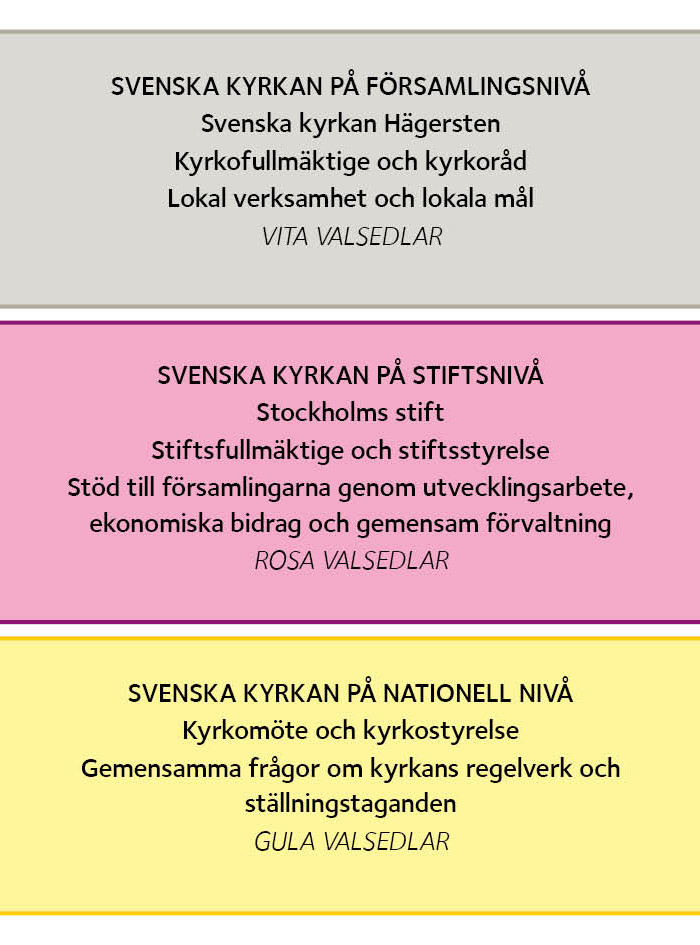 SVENSKA KYRKAN PÅ FÖRSAMLINGSNIVÅ
Svenska kyrkan Hägersten
Kyrkofullmäktige och kyrkoråd
Lokal verksamhet och lokala mål
VITA VALSEDLAR
SVENSKA KYRKAN PÅ STIFTSNIVÅ
Stockholms stift
Stiftsfullmäktige och stiftsstyrelse
Stöd till församlingarna genom utvecklingsarbete,
ekonomiska bidrag och gemensam förvaltning
ROSA VALSEDLAR
SVENSKA KYRKAN PÅ NATIONELL NIVÅ
Kyrkomöte och kyrkostyrelse
Gemensamma frågor om kyrkans regelverk och
ställningstaganden
GULA VALSEDLAR